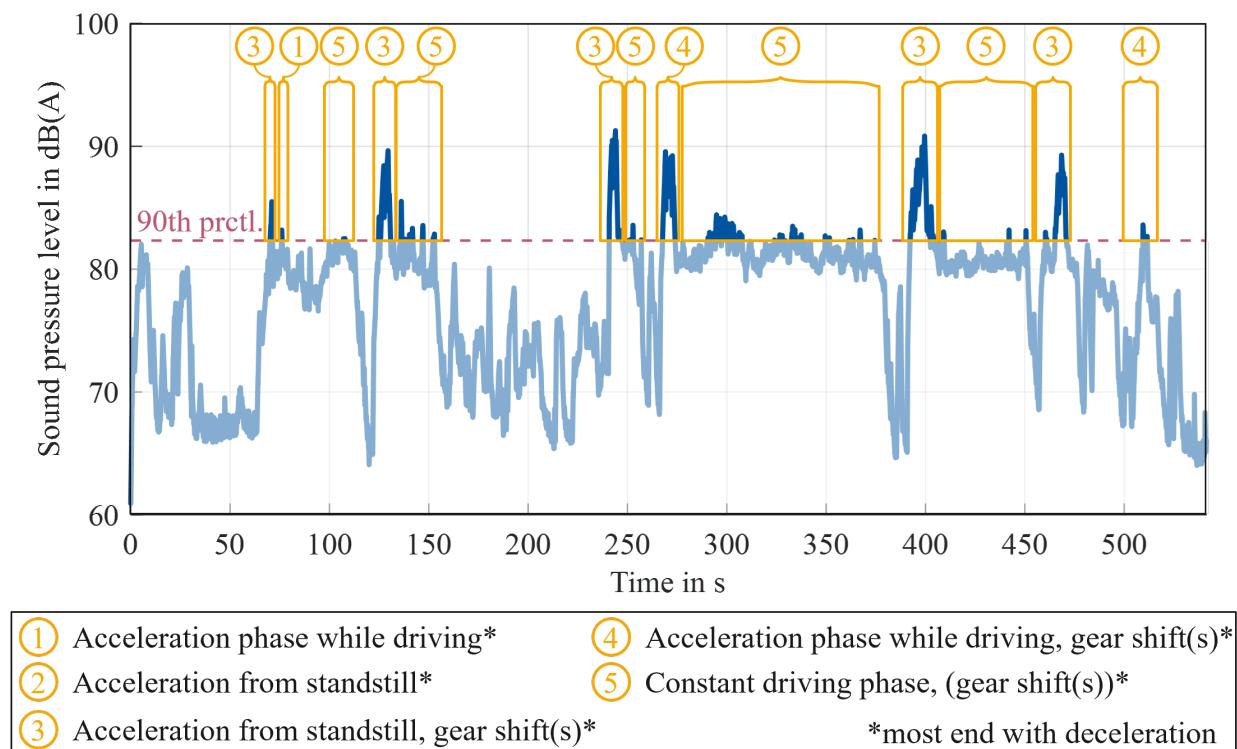 100
90
80
70
60
Sound pressure level in dB(A)
3 1 5 3 5 3 5 4 5 3 5 3 4
90th prctl.
0 50 100 150 200 250 300 350 400 450 500
Time in s
1 Acceleration phase while driving*
2 Acceleration from standstill*
3 Acceleration from standstill, gear shift(s)*
4 Acceleration phase while driving, gear shift(s)*
5 Constant driving phase, (gear shift(s))*
*most end with deceleration